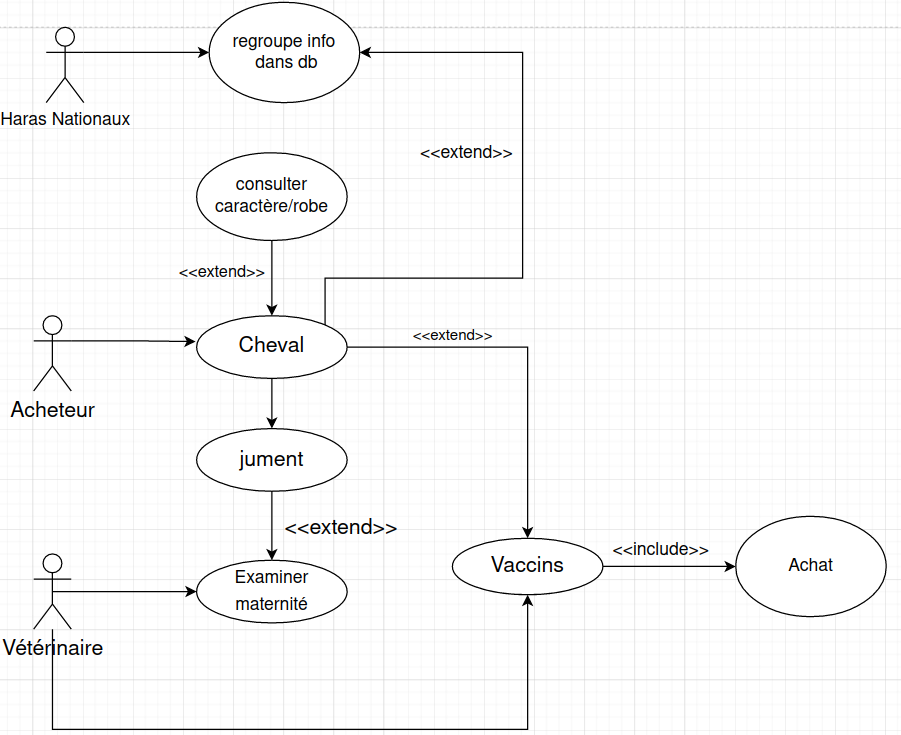 regroupe info
dans db
Haras Nationaux
<<extend>>
consulter
caractère/robe
<<extend>>
Cheval
<<extend>>
Acheteur
jument
<<extend>>
Vaccins
<<include>>
Achat
Examiner
maternité
Vétérinaire